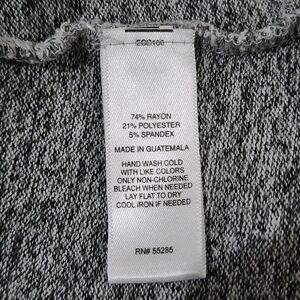 74% RAYON
21% POLYESTER
5% SPANDEX
MADE IN GUATEMALA
HAND WASH COLD
WITH LIKE COLORS
ONLY NON-CHLORINE
BLEACH WHEN NEEDED
LAY FLAT TO DRY
COOL IRON IF NEEDED
RN# 55285